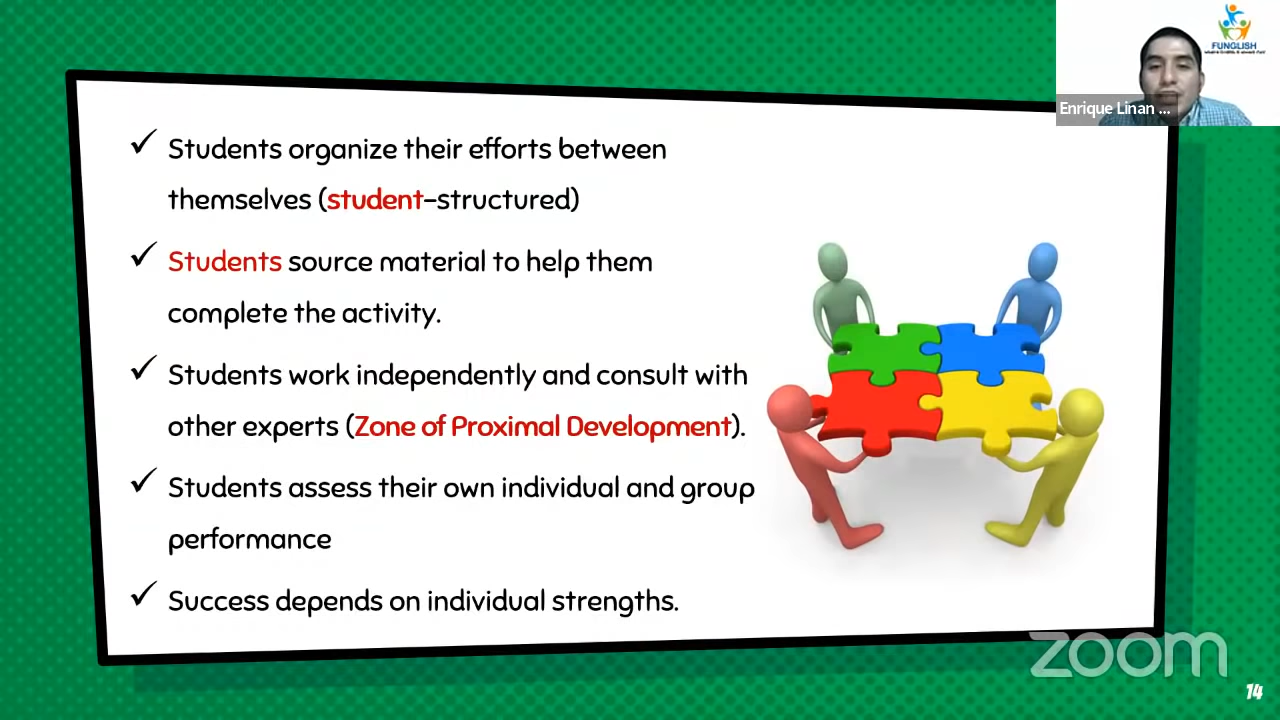 FUNGLISH
Enrique Linan ...
Students organize their efforts between
themselves (student-structured)
Students source material to help them
complete the activity.
Students work independently and consult with
other experts (Zone of Proximal Development).
Students assess their own individual and group
performance
Success depends on individual strengths.
zoom
14